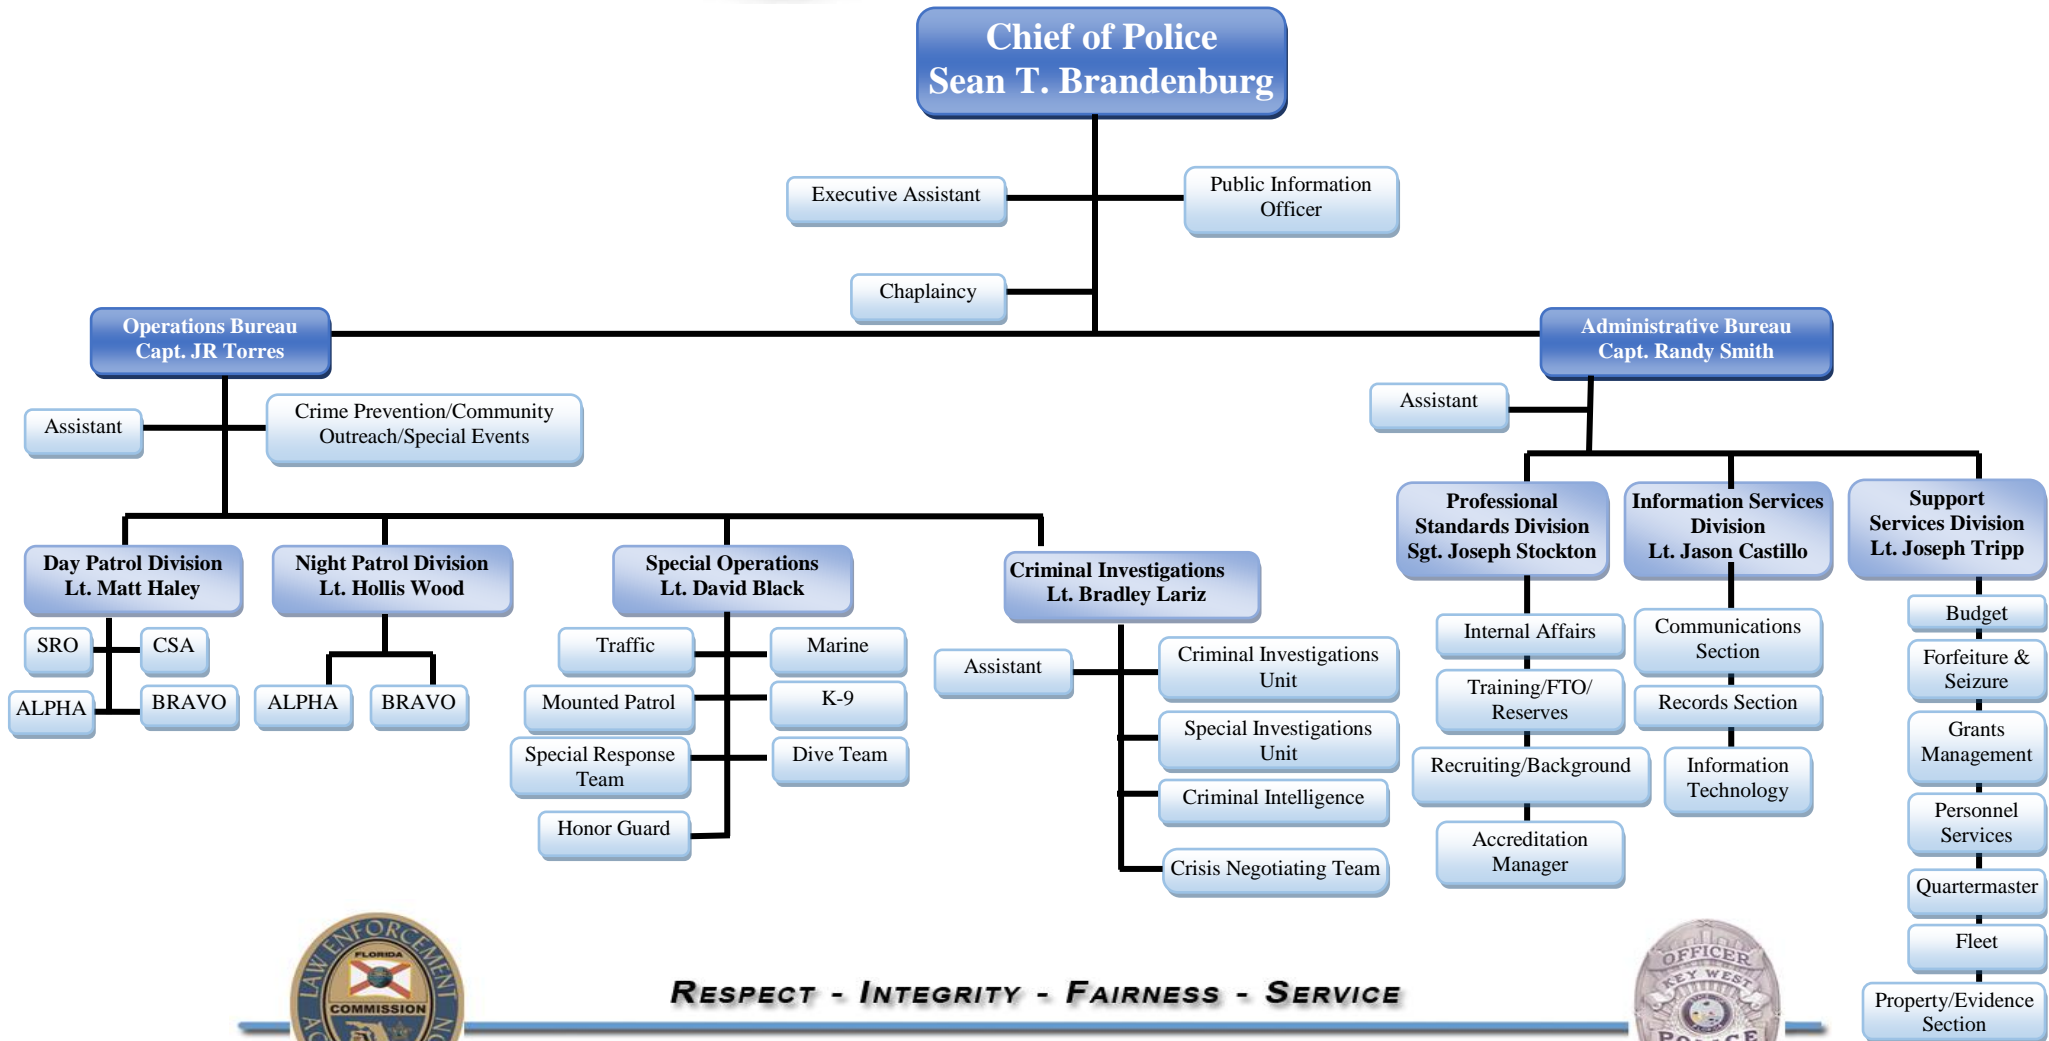 Chief of Police
Sean T. Brandenburg
Executive Assistant
Public Information
Officer
Chaplaincy
Operations Bureau
Capt. JR Torres
Administrative Bureau
Capt. Randy Smith
Assistant
Crime Prevention/Community
Outreach/Special Events
Assistant
Day Patrol Division
Lt. Matt Haley
Night Patrol Division
Lt. Hollis Wood
Special Operations
Lt. David Black
Criminal Investigations
Lt. Bradley Lariz
Professional
Standards Division
Sgt. Joseph Stockton
Information Services
Division
Lt. Jason Castillo
Support
Services Division
Lt. Joseph Tripp
SRO
CSA
ALPHA
BRAVO
ALPHA
BRAVO
Traffic
Marine
Mounted Patrol
K-9
Special Response
Team
Dive Team
Honor Guard
Assistant
Criminal Investigations
Unit
Special Investigations
Unit
Criminal Intelligence
Crisis Negotiating Team
Internal Affairs
Training/FTO/
Reserves
Recruiting/Background
Accreditation
Manager
Communications
Section
Records Section
Information
Technology
Budget
Forfeiture &
Seizure
Grants
Management
Personnel
Services
Quartermaster
Fleet
Property/Evidence
Section
LAW ENFORCEMENT
FLORIDA
COMMISSION
RESPECT - INTEGRITY - FAIRNESS - SERVICE
OFFICER
KEY WEST
POLICE